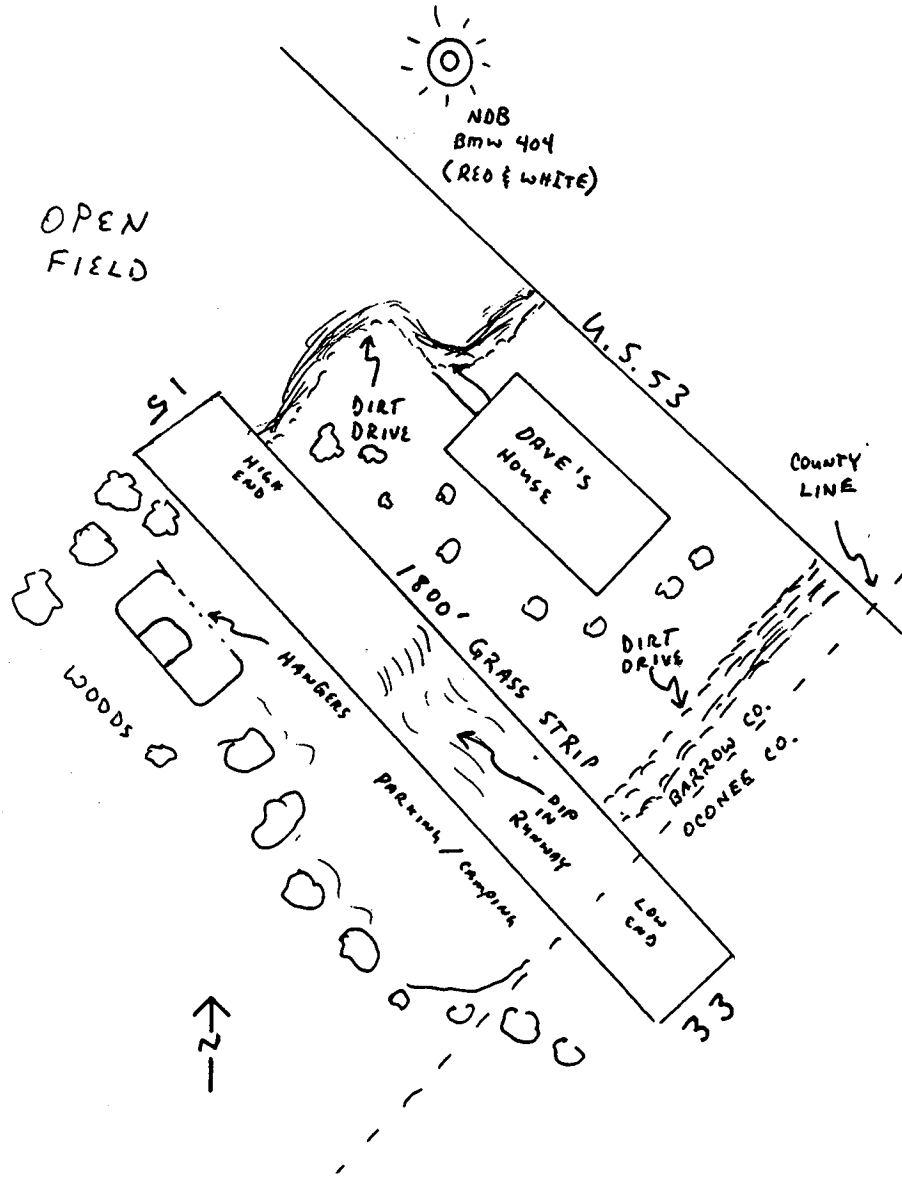 NDB
BMW 404
(RED & WHITE)
OPEN
FIELD
U.S. 53
15
DIRT
DRIVE
HIGH
END
DAVE'S
HOUSE
COUNTY
LINE
1800' GRASS STRIP
DIRT
DRIVE
HANGERS
WOODS
BARROW CO.
OCONEE CO.
PARKING/CAMPING
DIP
IN
RUNWAY
LOW
END
33
N